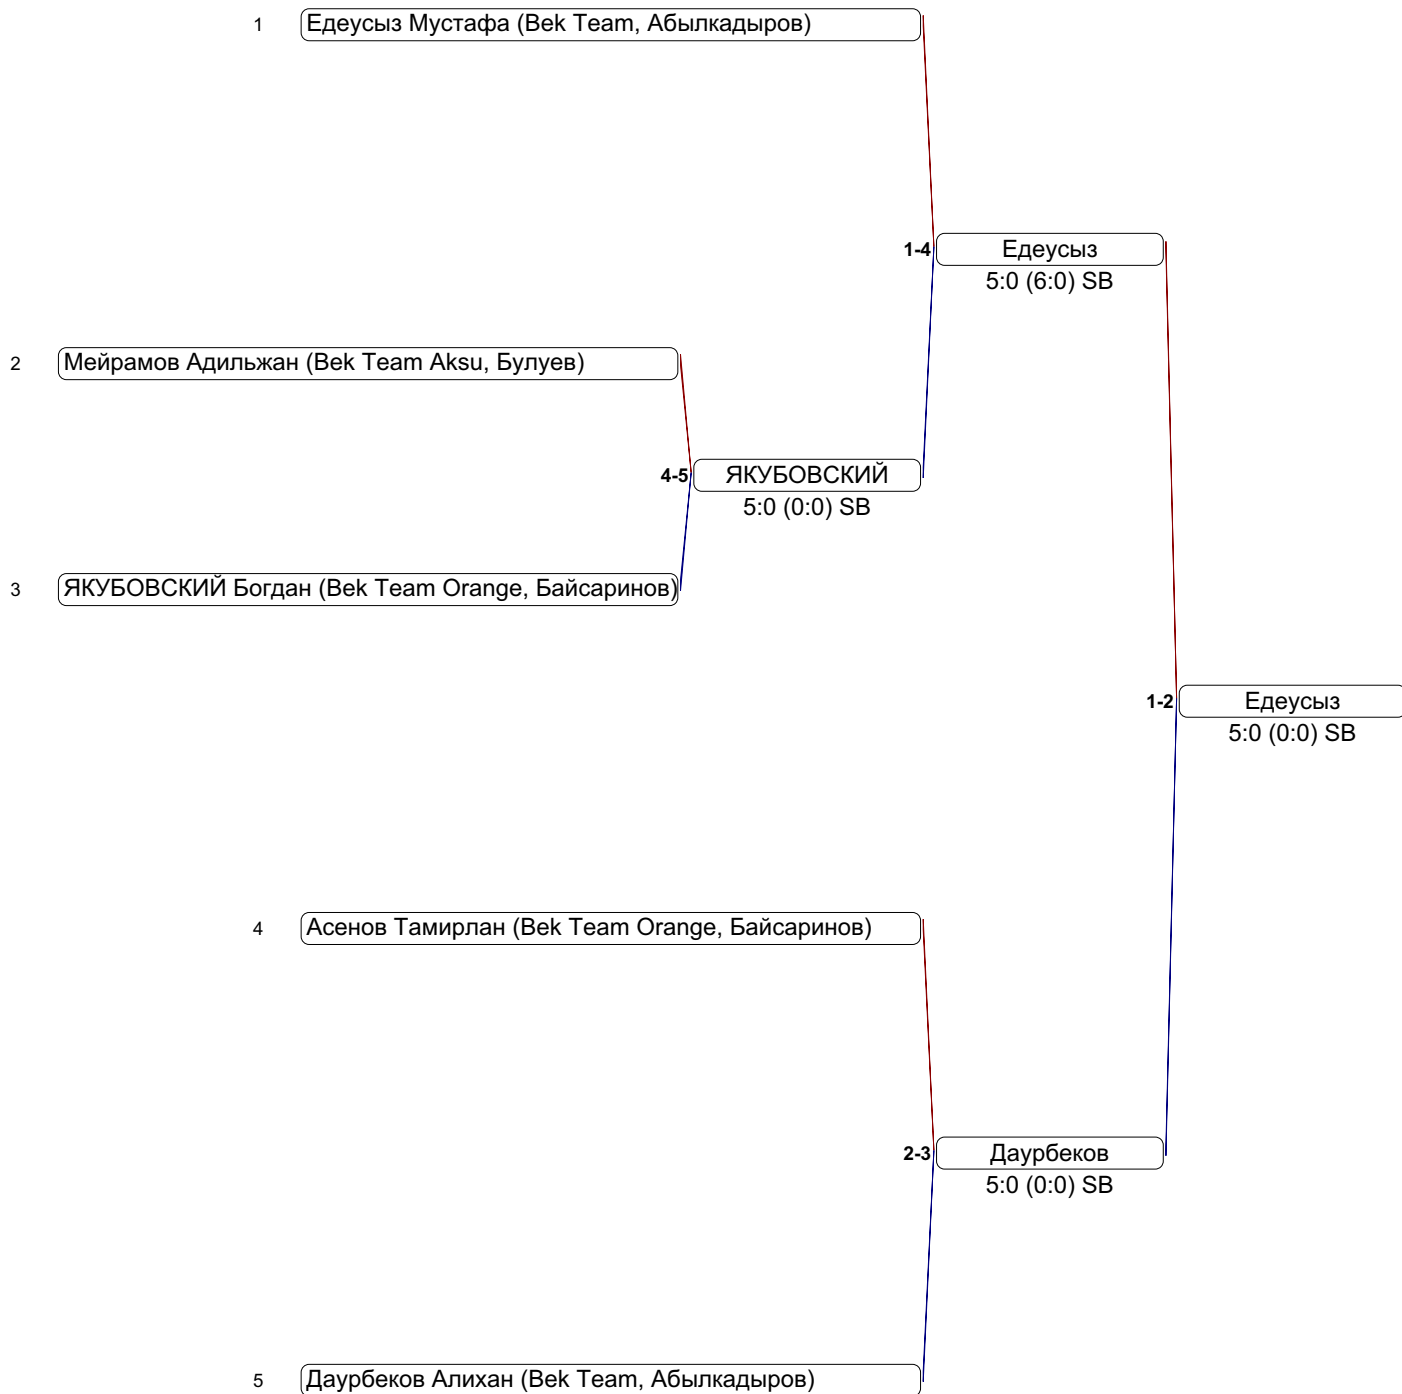 1 Едеусыз Мустафа (Bek Team, Абылкадыров)
1-4 Едеусыз
5:0 (6:0) SB
2 Мейрамов Адильжан (Bek Team Aksu, Булуев)
4-5 ЯКУБОВСКИЙ
5:0 (0:0) SB
3 ЯКУБОВСКИЙ Богдан (Bek Team Orange, Байсаринов)
1-2 Едеусыз
5:0 (0:0) SB
4 Асенов Тамирлан (Bek Team Orange, Байсаринов)
2-3 Даурбеков
5:0 (0:0) SB
5 Даурбеков Алихан (Bek Team, Абылкадыров)